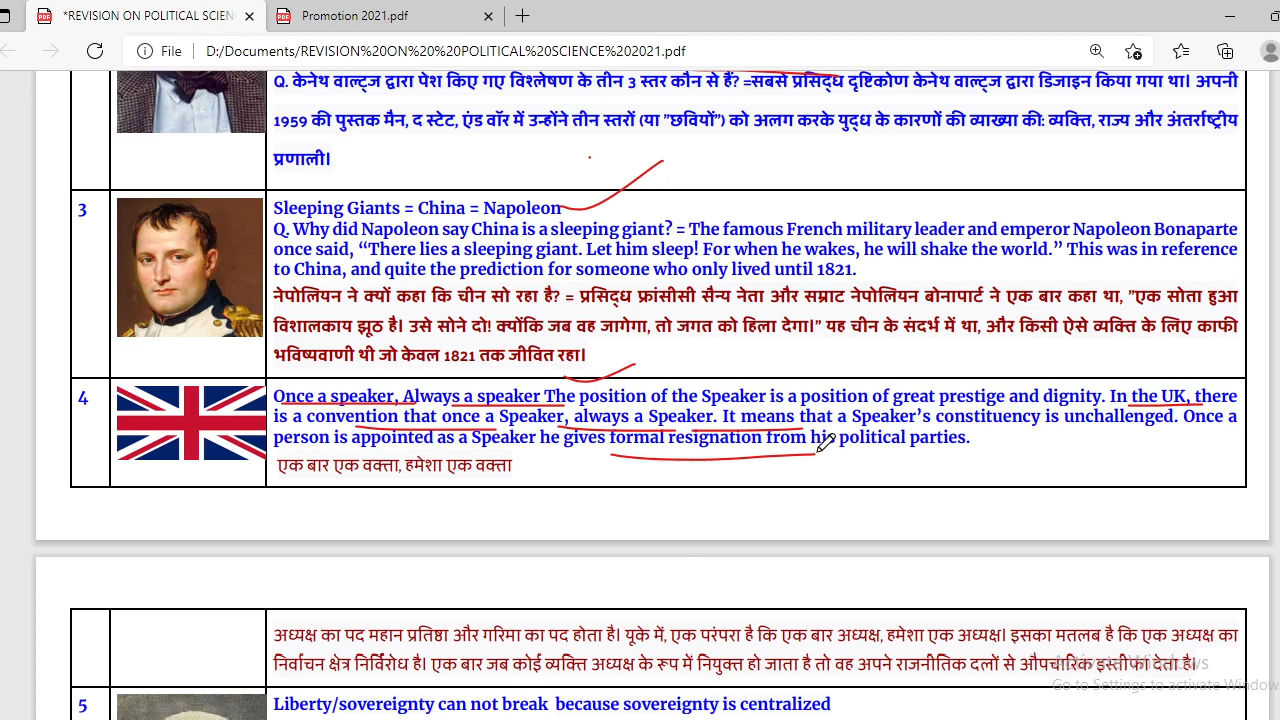 *REVISION ON POLITICAL SCIEN
Promotion 2021.pdf
File
D:/Documents/REVISION%20ON%20%20POLITICAL%20SCIENCE%202021.pdf
Q. केनेथ वाल्ट्ज द्वारा पेश किए गए विश्लेषण के तीन 3 स्तर कौन से हैं? =सबसे प्रसिद्ध दृष्टिकोण केनेथ वाल्ट्ज द्वारा डिजाइन किया गया था। अपनी
1959 की पुस्तक मैन, द स्टेट, एंड वॉर में उन्होंने तीन स्तरों (या "छवियों") को अलग करके युद्ध के कारणों की व्याख्या की: व्यक्ति, राज्य और अंतर्राष्ट्रीय
प्रणाली।
3
Sleeping Giants = China = Napoleon
Q. Why did Napoleon say China is a sleeping giant? = The famous French military leader and emperor Napoleon Bonaparte
once said, “There lies a sleeping giant. Let him sleep! For when he wakes, he will shake the world.” This was in reference
to China, and quite the prediction for someone who only lived until 1821.
नेपोलियन ने क्यों कहा कि चीन सो रहा है? = प्रसिद्ध फ्रांसीसी सैन्य नेता और सम्राट नेपोलियन बोनापार्ट ने एक बार कहा था, "एक सोता हुआ
विशालकाय झूठ है। उसे सोने दो! क्योंकि जब वह जागेगा, तो जगत को हिला देगा।” यह चीन के संदर्भ में था, और किसी ऐसे व्यक्ति के लिए काफी
भविष्यवाणी थी जो केवल 1821 तक जीवित रहा।
4
Once a speaker, Always a speaker The position of the Speaker is a position of great prestige and dignity. In the UK, there
is a convention that once a Speaker, always a Speaker. It means that a Speaker’s constituency is unchallenged. Once a
person is appointed as a Speaker he gives formal resignation from his political parties.
एक बार एक वक्ता, हमेशा एक वक्ता
अध्यक्ष का पद महान प्रतिष्ठा और गरिमा का पद होता है। यूके में, एक परंपरा है कि एक बार अध्यक्ष, हमेशा एक अध्यक्ष। इसका मतलब है कि एक अध्यक्ष का
निर्वाचन क्षेत्र निर्विरोध है। एक बार जब कोई व्यक्ति अध्यक्ष के रूप में नियुक्त हो जाता है तो वह अपने राजनीतिक दलों से औपचारिक इस्तीफा देता है।
Activate Windows
Go to Settings to activate Window
5
Liberty/sovereignty can not break because sovereignty is centralized